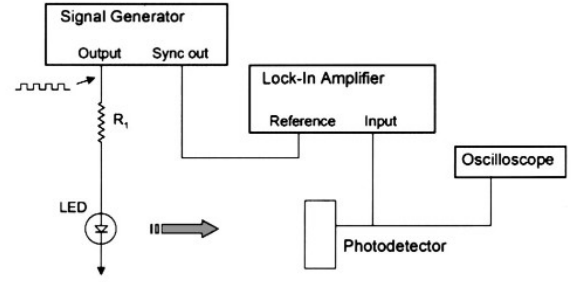 Signal Generator
Output Sync out
Lock-In Amplifier
Reference Input
R1
Oscilloscope
LED
Photodetector